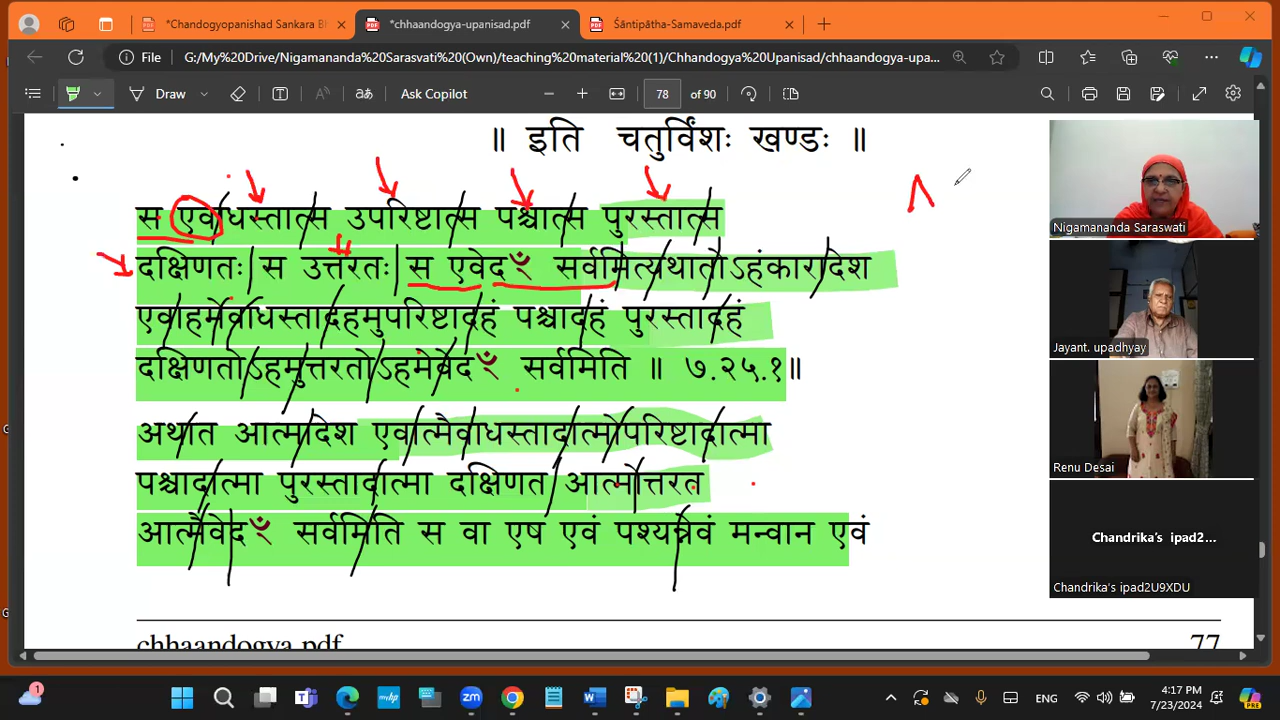 *Chandogyopanishad Sankara B
*chhaandogya-upanisad.pdf
Śāntipātha-Samaveda.pdf
File
G:/My%20Drive/Nigamananda%20Sarasvati%20(Own)/teaching%20material%20(1)/Chhandogya%20Upanisad/chhaandogya-upa...
Draw
Ask Copilot
78 of 90
॥ इति चतुर्विंशः खण्डः ॥
स एवाधस्तात्स उपरिष्टात्स पश्चात्स पुरस्तात्स
दक्षिणतः स उत्तरतः स एवेदꣳ सर्वमित्यथातोऽहंकारादेश
एवाहमेवाधस्तादहमुपरिष्टादहं पश्चादहं पुरस्तादहं
दक्षिणतोऽहमुत्तरतोऽहमेवेदꣳ सर्वमिति ॥ ७.२५.१॥
अथात आत्मादेश एवात्मैवाधस्तादात्मोपरिष्टादात्मा
पश्चादात्मा पुरस्तादात्मा दक्षिणत आत्मोत्तरत
आत्मैवेदꣳ सर्वमिति स वा एष एवं पश्यन्नेवं मन्वान एवं
chhaandogya.pdf 77
Nigamananda Saraswati
Jayant. upadhyay
Renu Desai
Chandrika's ipad2...
Chandrika's ipad2U9XDU
ENG
4:17 PM
7/23/2024